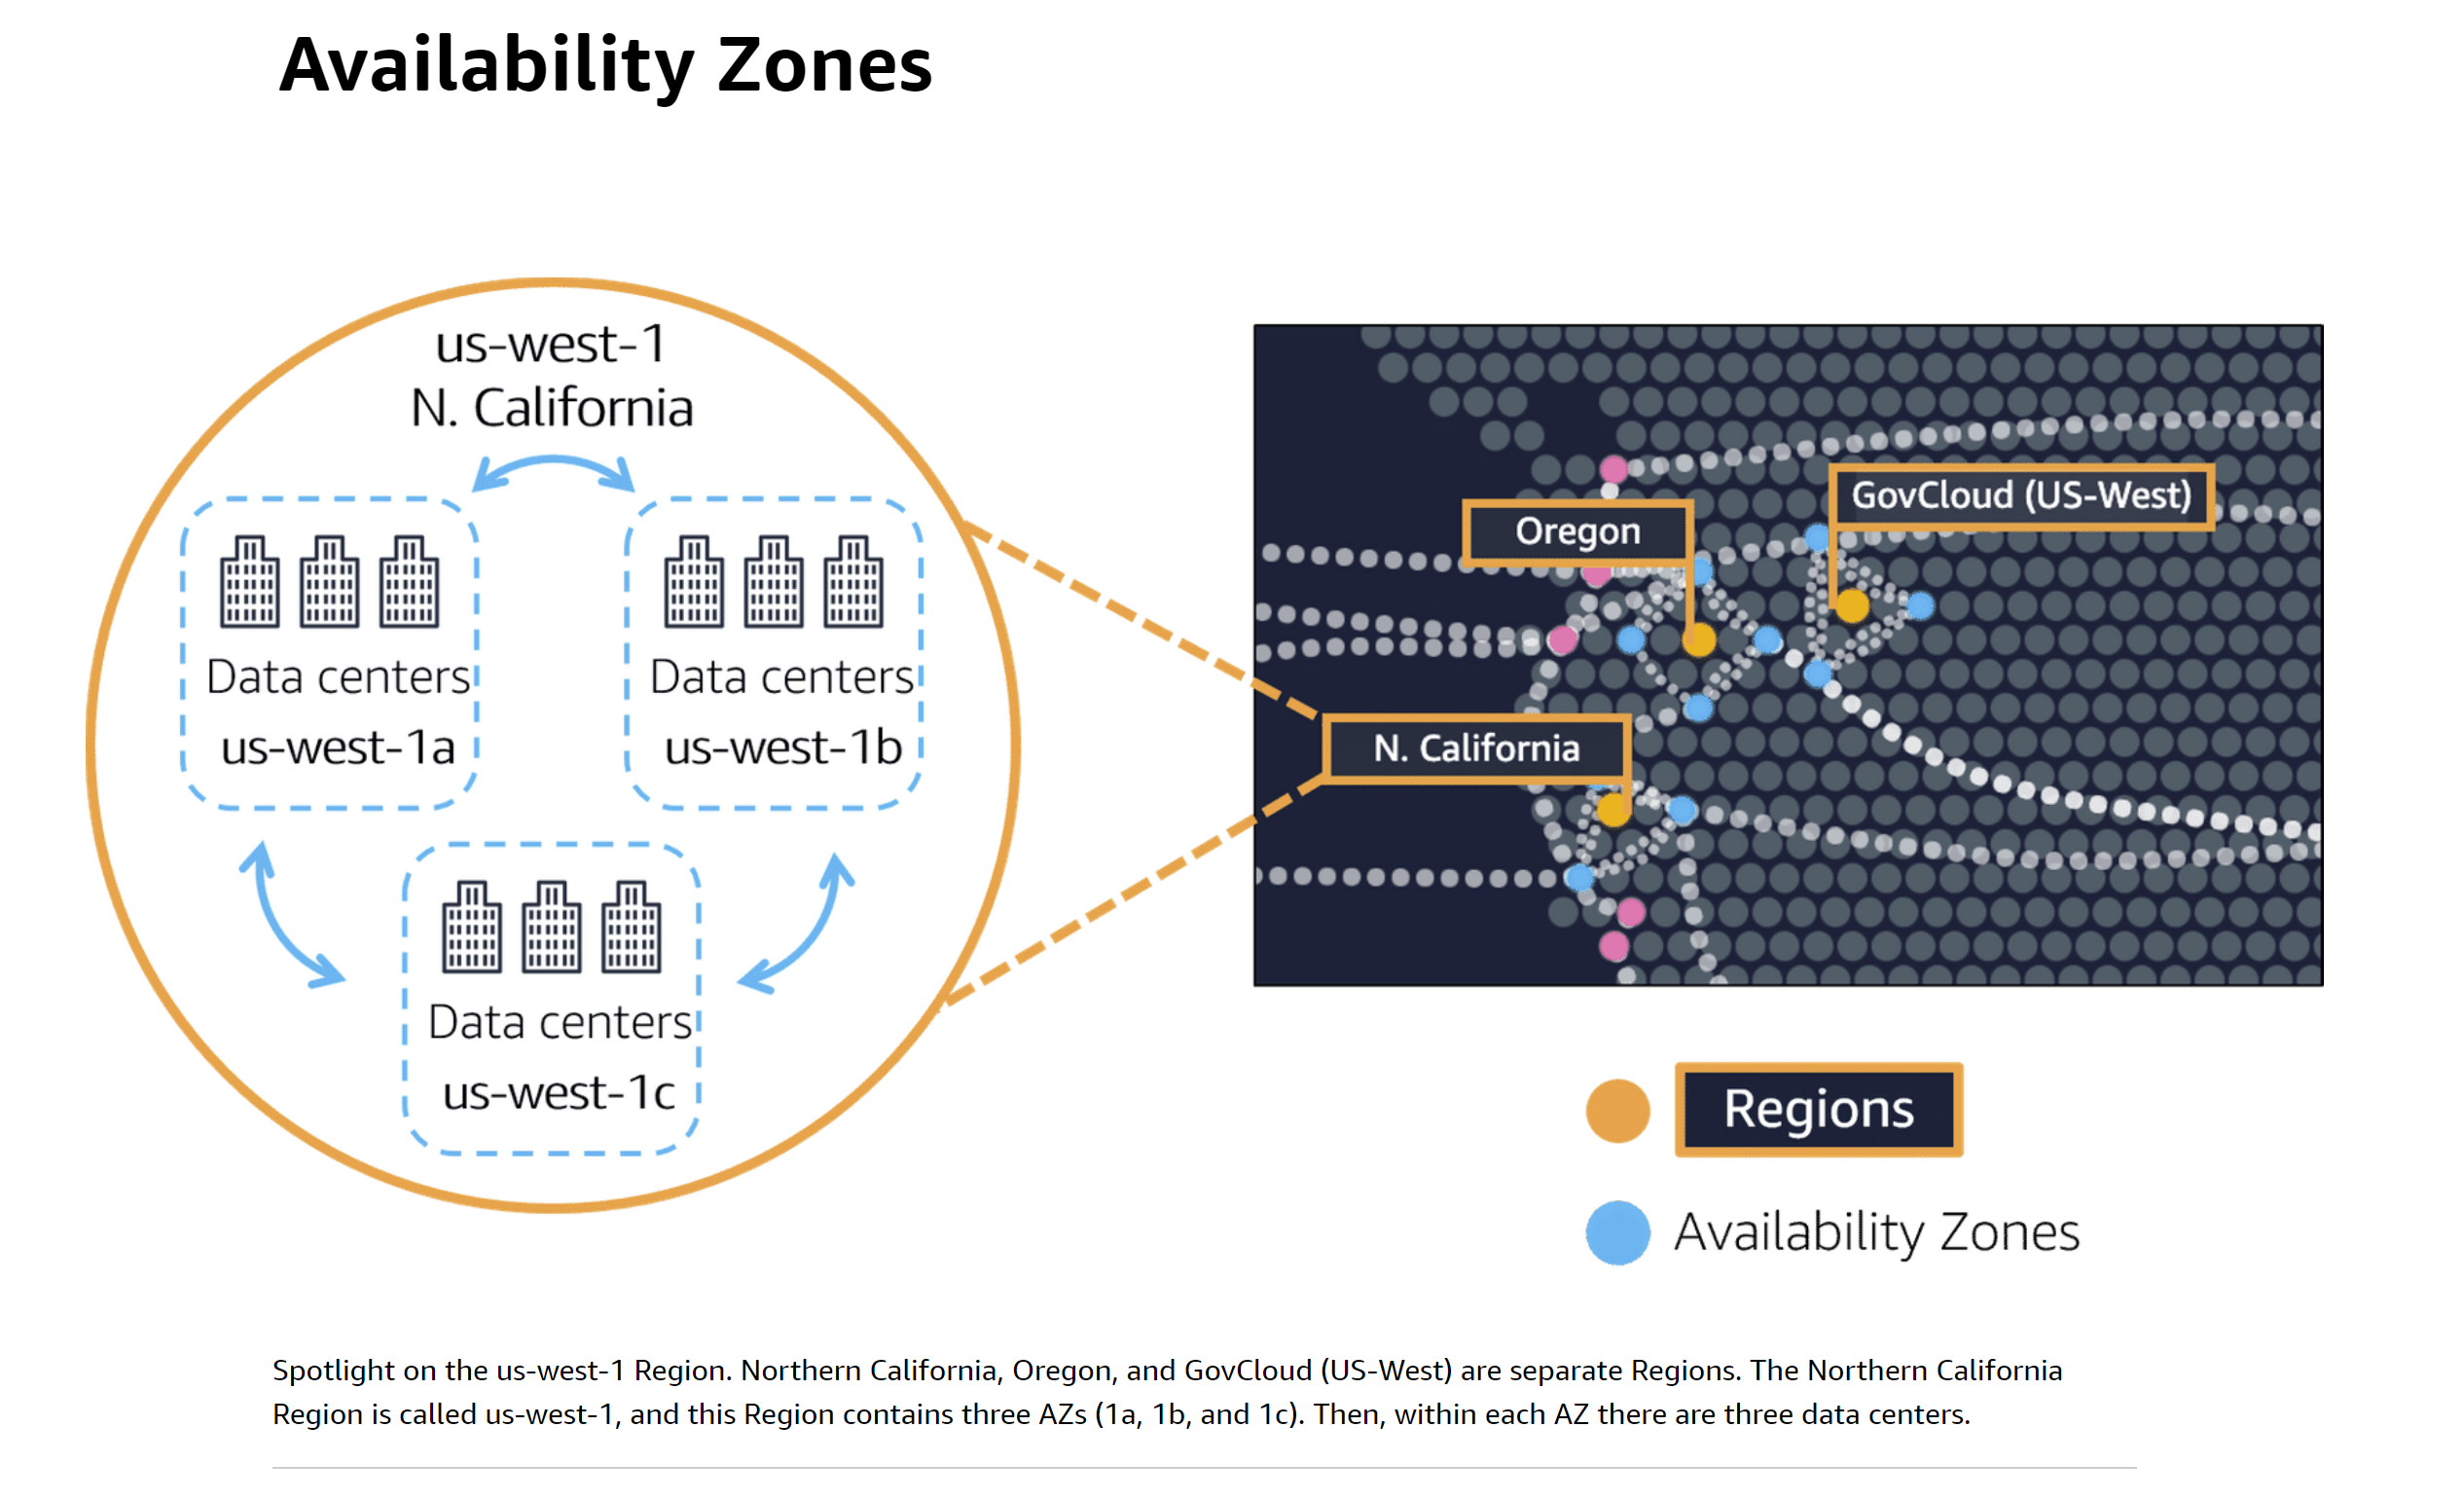 Availability Zones
us-west-1
N. California
Data centers
us-west-1a
Data centers
us-west-1b
Data centers
us-west-1c
GovCloud (US-West)
Oregon
N. California
Regions
Availability Zones
Spotlight on the us-west-1 Region. Northern California, Oregon, and GovCloud (US-West) are separate Regions. The Northern California
Region is called us-west-1, and this Region contains three AZs (1a, 1b, and 1c). Then, within each AZ there are three data centers.